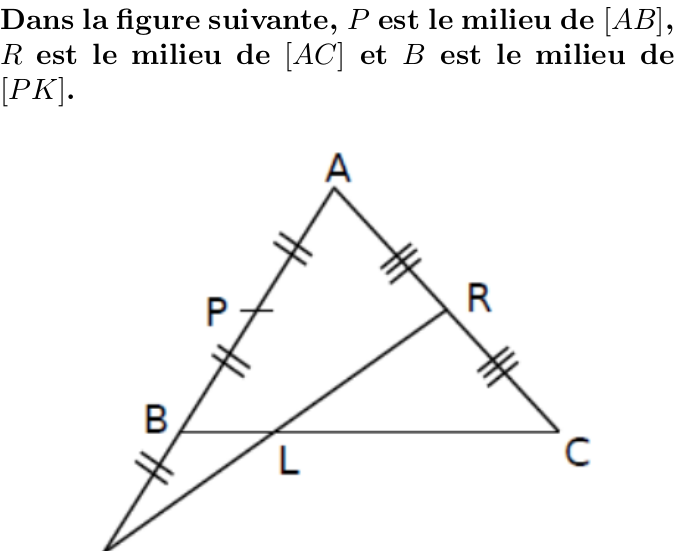 Dans la figure suivante, P est le milieu de [AB],
R est le milieu de [AC] et B est le milieu de
[PK].
A
P
R
B
L
C